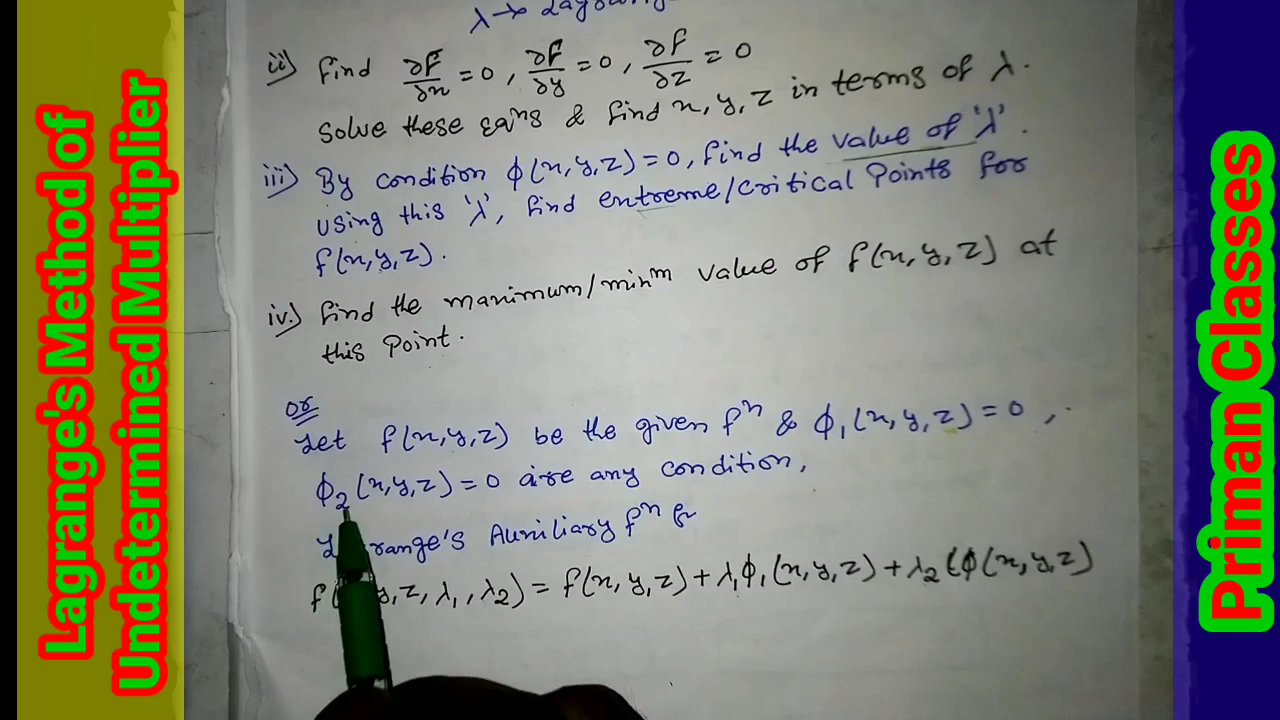 Lagrange's Method of
Undetermined Multiplier
λ →
ii) find ∂F/∂x = 0, ∂F/∂y = 0, ∂F/∂z = 0
Solve these eqⁿs & find x, y, z in terms of λ.
iii) By condition ϕ(x, y, z) = 0, find the value of 'λ'.
using this 'λ', find extreme/critical Points for
f(x, y, z).
iv.) find the maximum/minᵐ value of f(x, y, z) at
this Point.
or
Let f(x, y, z) be the given fⁿ & ϕ₁(x, y, z) = 0,
ϕ₂(x, y, z) = 0 are any condition,
Auxiliary fⁿ
z, λ₁, λ₂) = f(x, y, z) + λ₁ϕ₁(x, y, z) + λ₂(ϕ(x, y, z)
Priman Classes